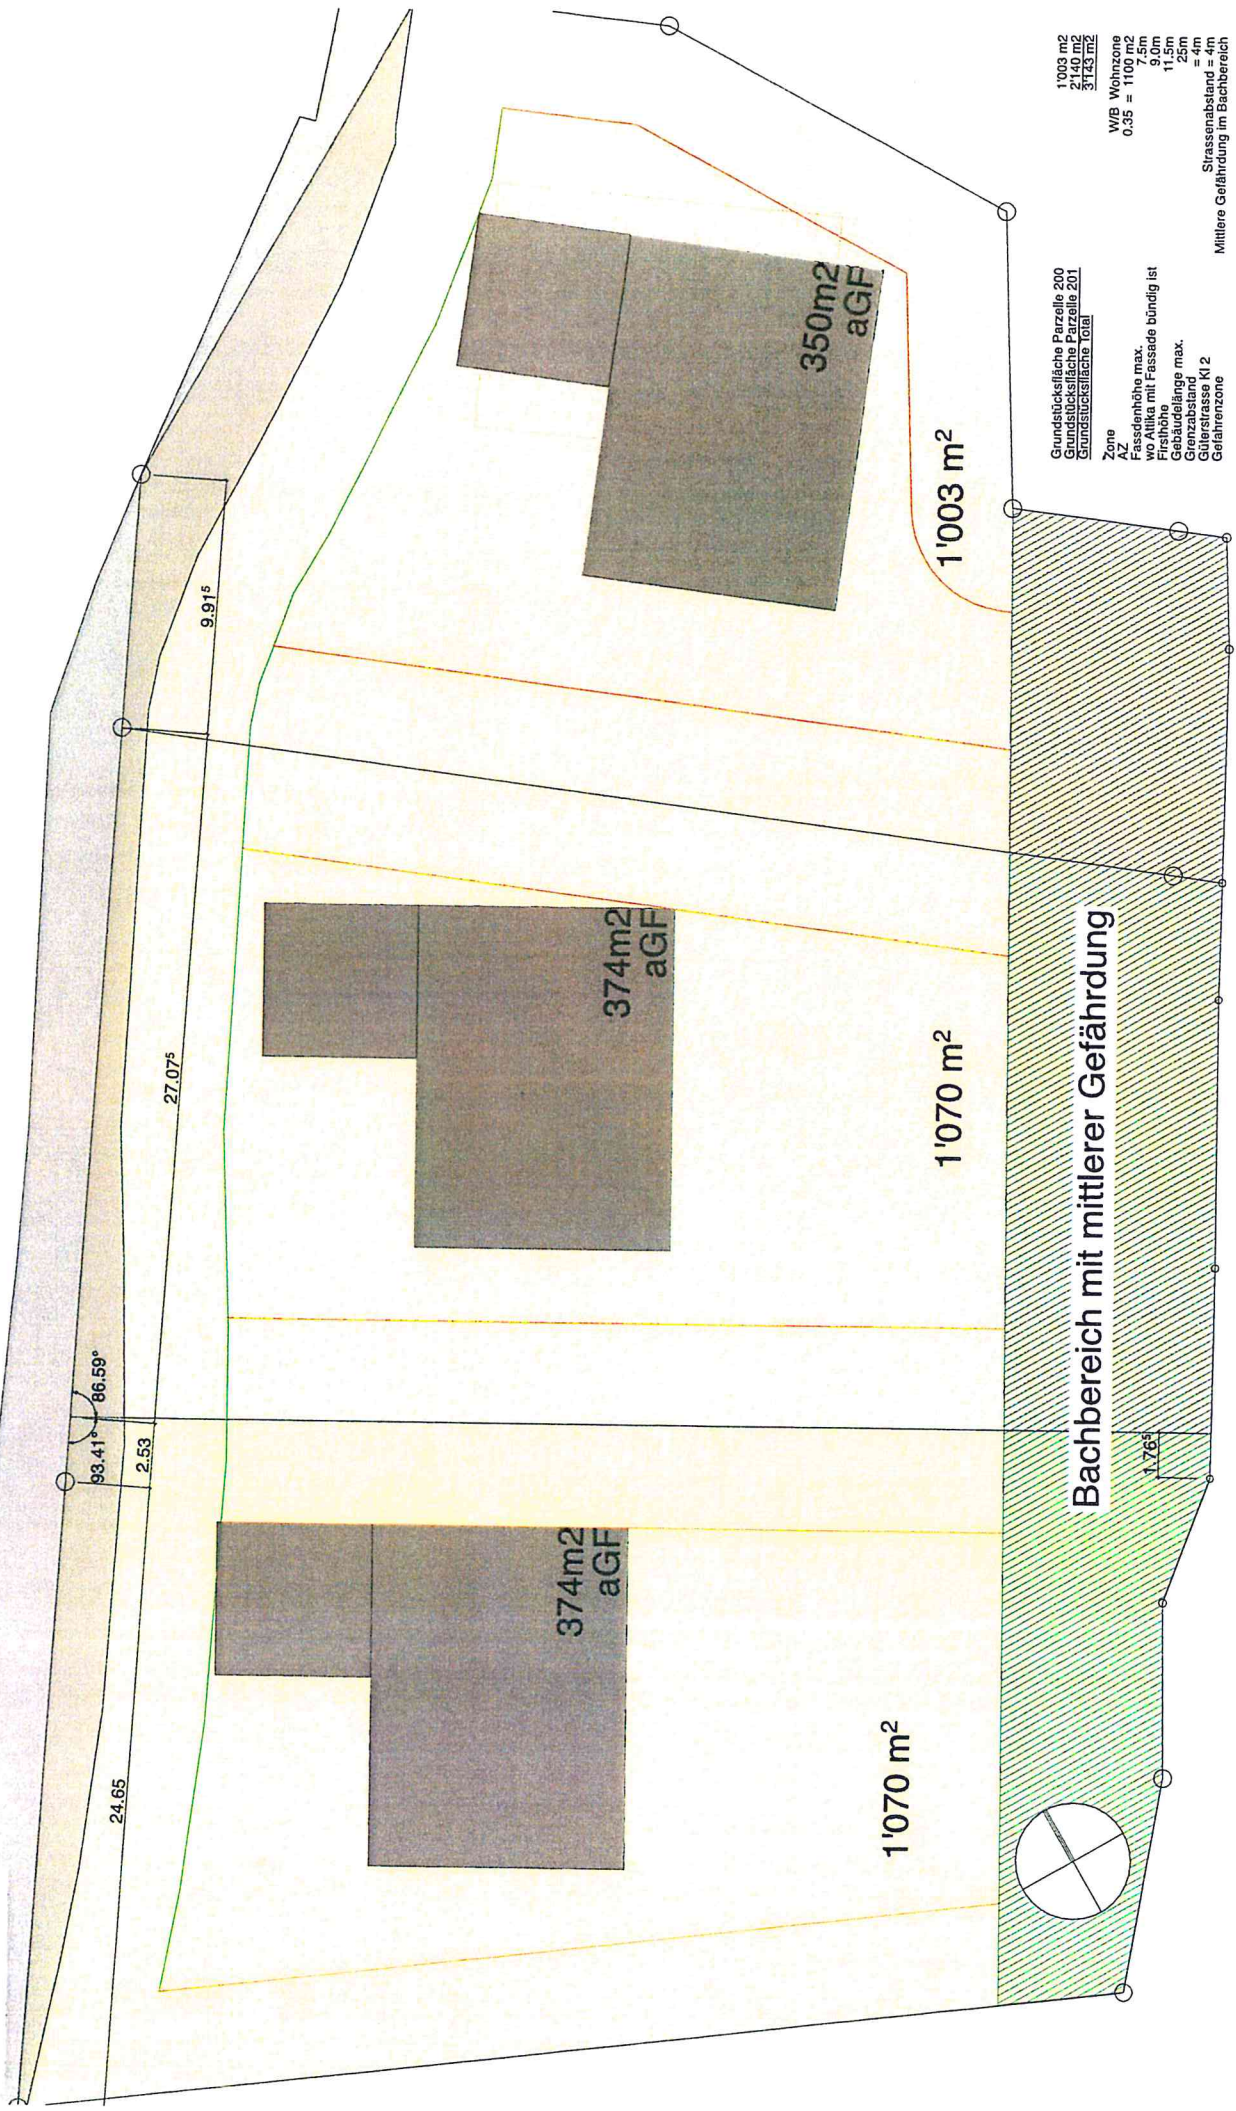 24.65
2.53
93.41°
86.59°
27.07⁵
9.91⁵
374m2
aGF
374m2
aGF
350m2
aGF
1'070 m²
1'070 m²
1'003 m²
Bachbereich mit mittlerer Gefährdung
1.76⁵
Grundstücksfläche Parzelle 200 1'003 m2
Grundstücksfläche Parzelle 201 2'140 m2
Grundstücksfläche Total 3'143 m2
Zone W/B Wohnzone
AZ 0.35 = 1100 m2
Fassdenhöhe max. 7.5m
wo Attika mit Fassade bündig ist 9.0m
Firsthöhe 11.5m
Gebäudelänge max. 25m
Grenzabstand = 4m
Güterstrasse Kl 2 Strassenabstand = 4m
Gefahrenzone Mittlere Gefährdung im Bachbereich